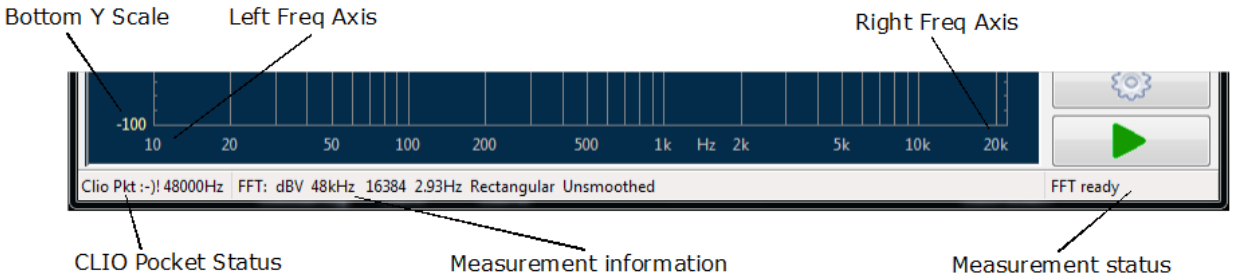 Bottom Y Scale Left Freq Axis Right Freq Axis
-100
10 20 50 100 200 500 1k Hz 2k 5k 10k 20k
Clio Pkt :-)! 48000Hz FFT: dBV 48kHz 16384 2.93Hz Rectangular Unsmoothed FFT ready
CLIO Pocket Status Measurement information Measurement status